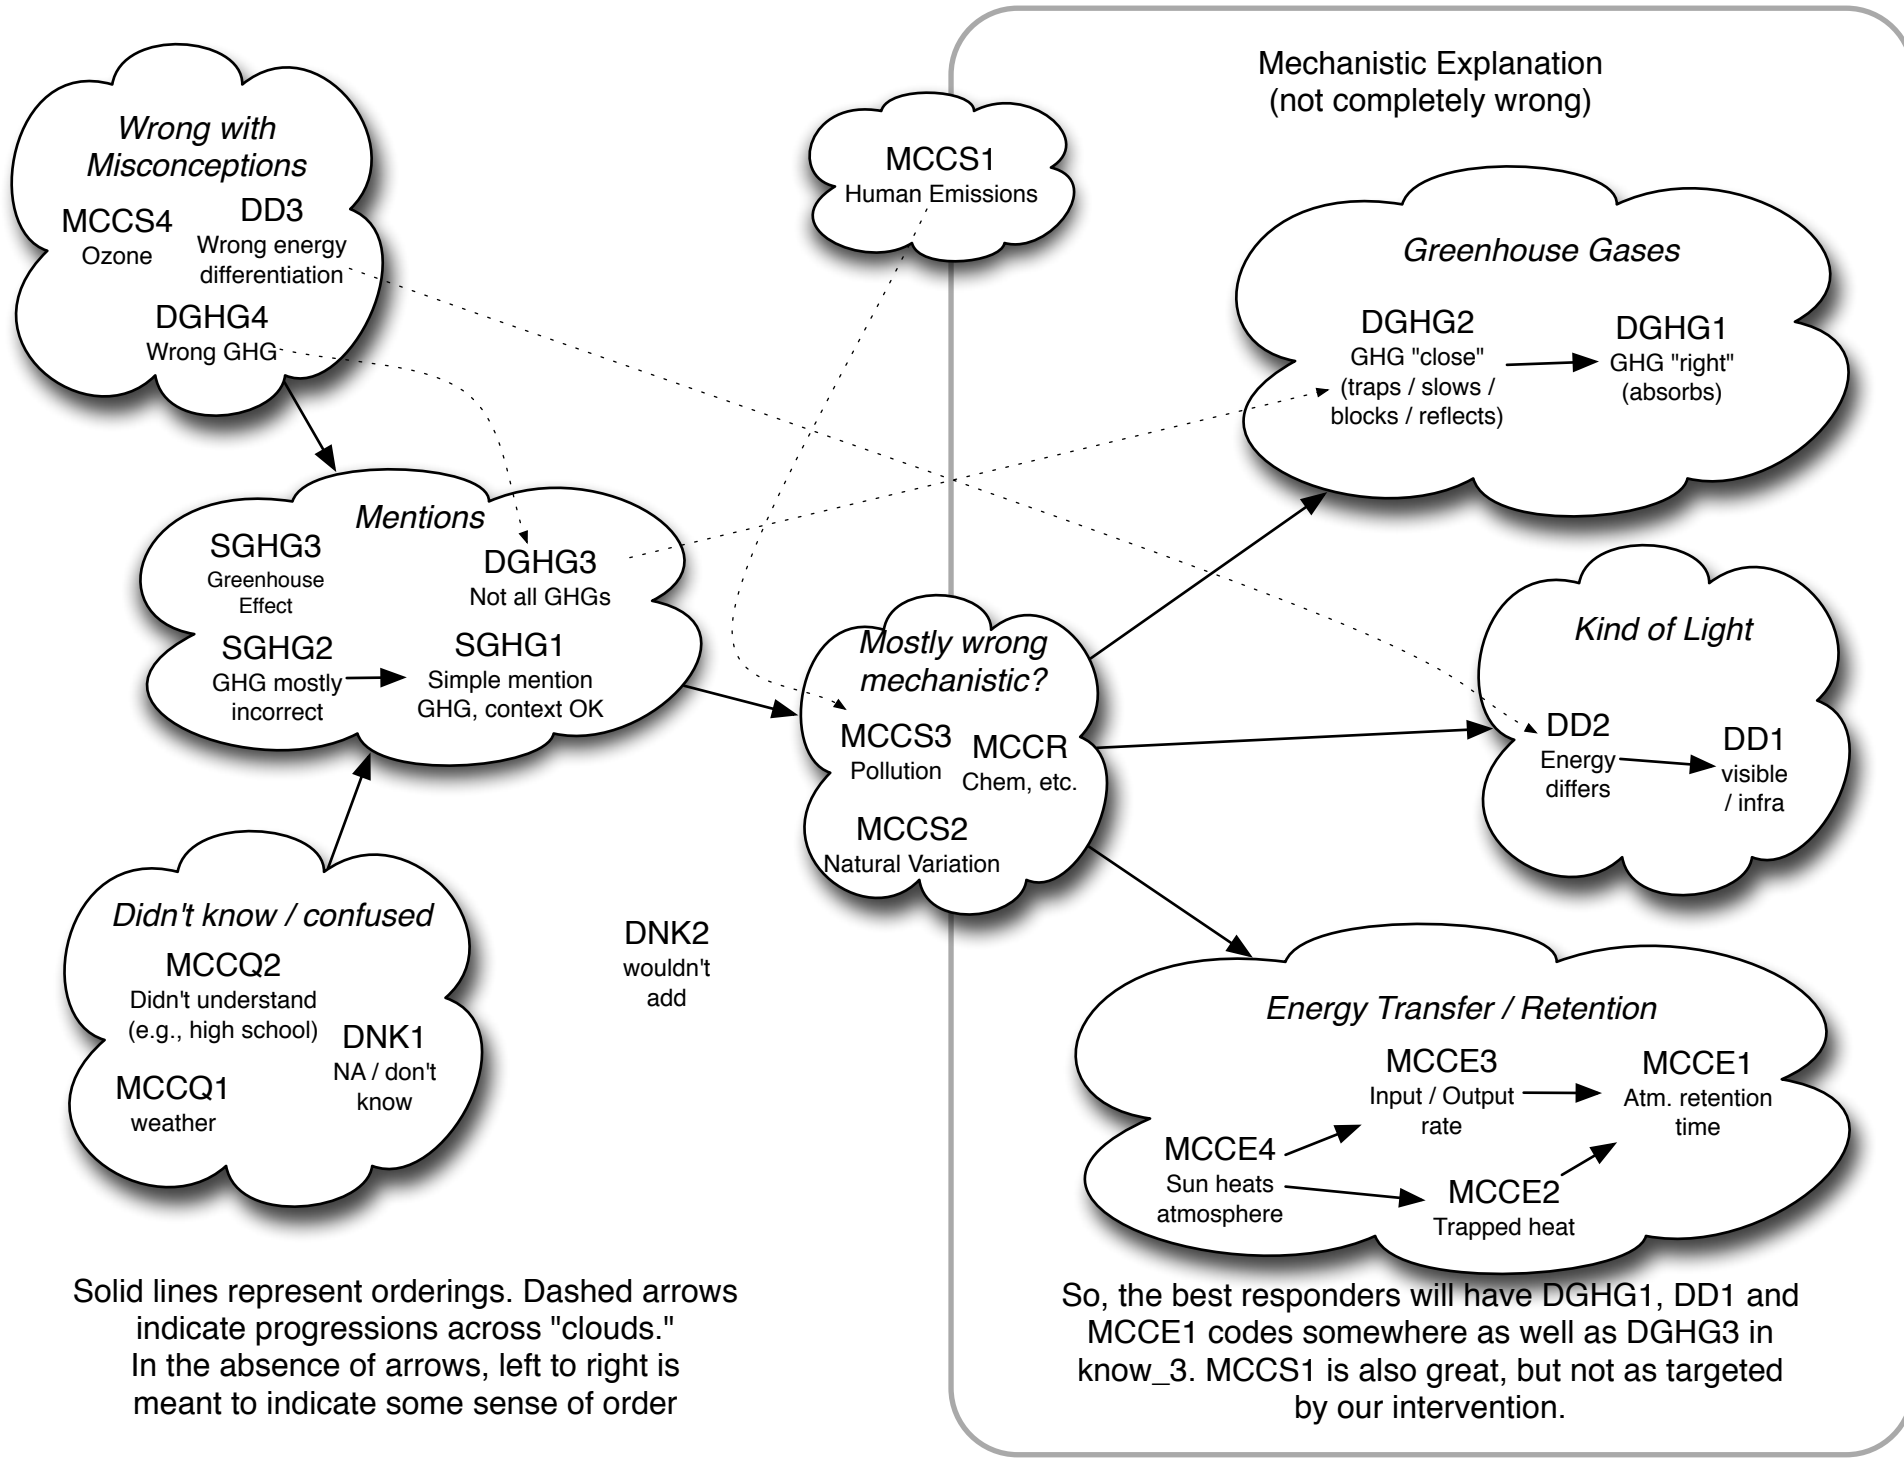 Mechanistic Explanation
(not completely wrong)
Wrong with
Misconceptions
MCCS4
Ozone
DD3
Wrong energy
differentiation
DGHG4
Wrong GHG
MCCS1
Human Emissions
Greenhouse Gases
DGHG2
GHG "close"
(traps / slows /
blocks / reflects)
DGHG1
GHG "right"
(absorbs)
Mentions
SGHG3
Greenhouse
Effect
DGHG3
Not all GHGs
SGHG2
GHG mostly
incorrect
SGHG1
Simple mention
GHG, context OK
Mostly wrong
mechanistic?
MCCS3
Pollution
MCCR
Chem, etc.
MCCS2
Natural Variation
Kind of Light
DD2
Energy
differs
DD1
visible
/ infra
Didn't know / confused
MCCQ2
Didn't understand
(e.g., high school)
DNK1
NA / don't
know
MCCQ1
weather
DNK2
wouldn't
add
Energy Transfer / Retention
MCCE3
Input / Output
rate
MCCE1
Atm. retention
time
MCCE4
Sun heats
atmosphere
MCCE2
Trapped heat
Solid lines represent orderings. Dashed arrows
indicate progressions across "clouds."
In the absence of arrows, left to right is
meant to indicate some sense of order
So, the best responders will have DGHG1, DD1 and
MCCE1 codes somewhere as well as DGHG3 in
know_3. MCCS1 is also great, but not as targeted
by our intervention.